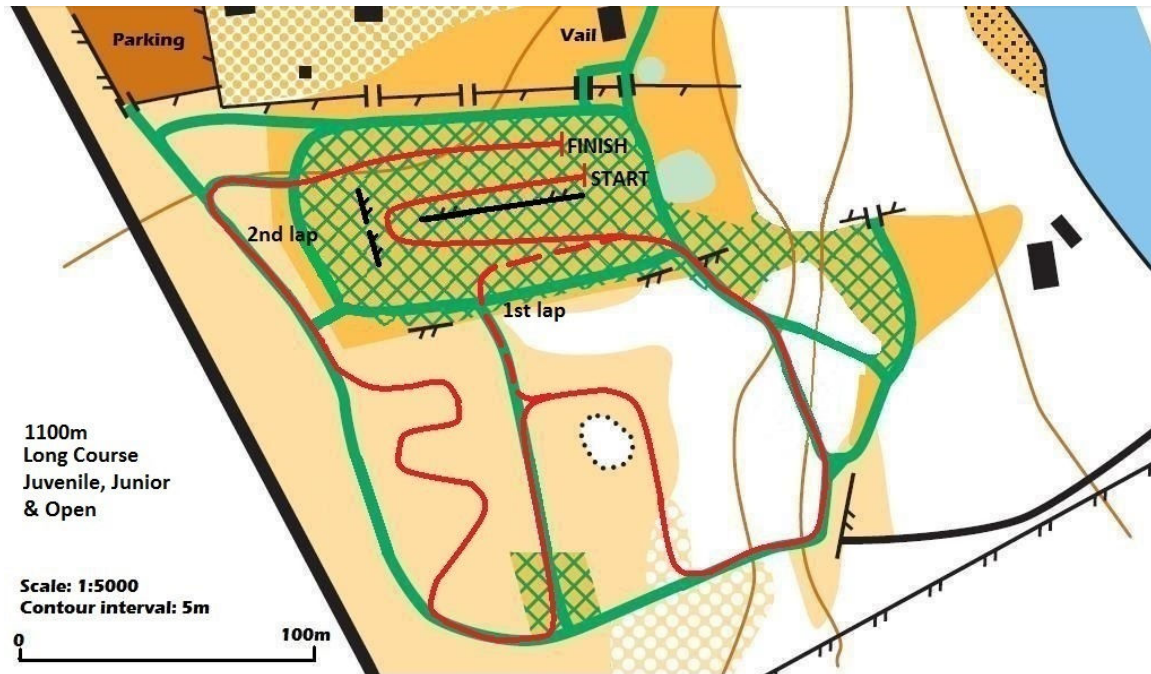 Parking
Vail
FINISH
START
2nd lap
1st lap
1100m
Long Course
Juvenile, Junior
& Open
Scale: 1:5000
Contour interval: 5m
0
100m